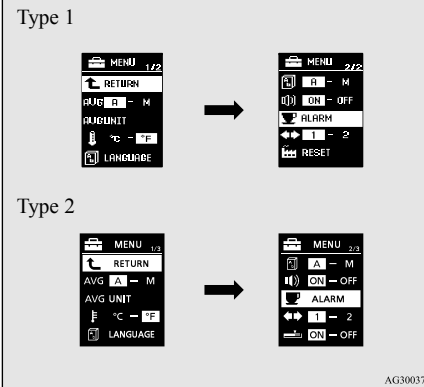 Type 1
MENU 1/2
RETURN
AVG A - M
AVG UNIT
°C - °F
LANGUAGE
MENU 2/2
A - M
ON - OFF
ALARM
1 - 2
RESET
Type 2
MENU 1/3
RETURN
AVG A - M
AVG UNIT
°C - °F
LANGUAGE
MENU 2/3
A - M
ON - OFF
ALARM
1 - 2
ON - OFF
AG30037